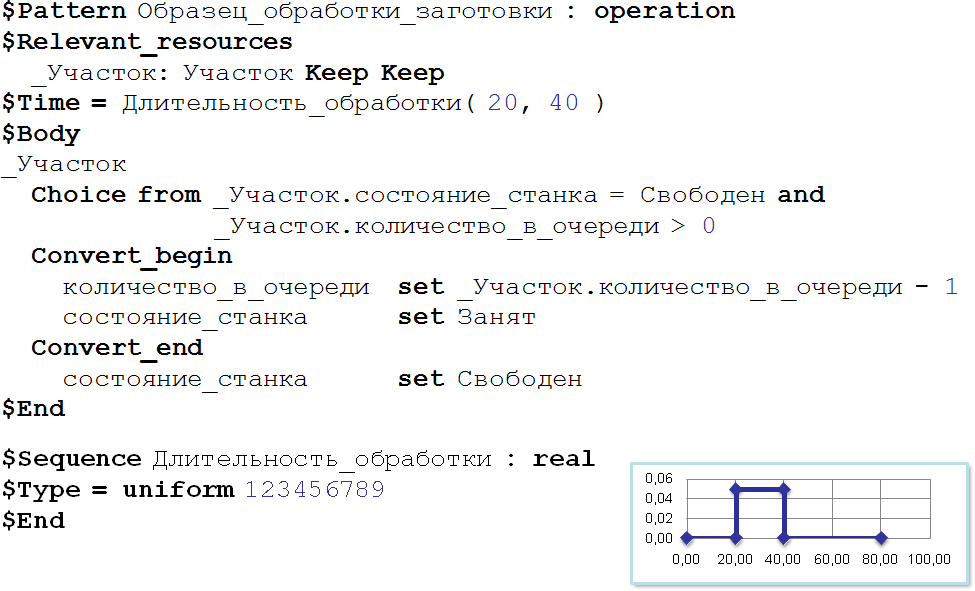 $Pattern Образец_обработки_заготовки : operation
$Relevant_resources
_Участок: Участок Keep Keep
$Time = Длительность_обработки( 20, 40 )
$Body
_Участок
Choice from _Участок.состояние_станка = Свободен and
_Участок.количество_в_очереди > 0
Convert_begin
количество_в_очереди set _Участок.количество_в_очереди - 1
состояние_станка set Занят
Convert_end
состояние_станка set Свободен
$End
$Sequence Длительность_обработки : real
$Type = uniform 123456789
$End
0,06
0,04
0,02
0,00
0,00 20,00 40,00 60,00 80,00 100,00